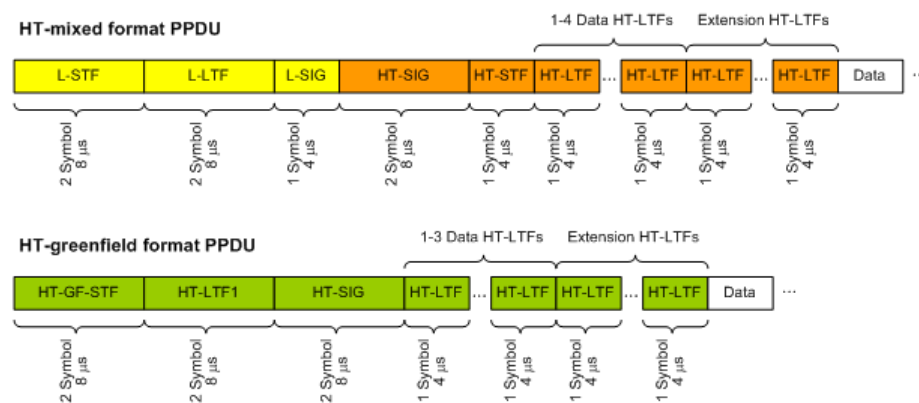 HT-mixed format PPDU
1-4 Data HT-LTFs Extension HT-LTFs
L-STF L-LTF L-SIG HT-SIG HT-STF HT-LTF ... HT-LTF HT-LTF ... HT-LTF Data ...
2 Symbol 2 Symbol 1 Symbol 2 Symbol 1 Symbol 1 Symbol 1 Symbol 1 Symbol 1 Symbol
8 µs 8 µs 4 µs 8 µs 4 µs 4 µs 4 µs 4 µs 4 µs
HT-greenfield format PPDU
1-3 Data HT-LTFs Extension HT-LTFs
HT-GF-STF HT-LTF1 HT-SIG HT-LTF ... HT-LTF HT-LTF ... HT-LTF Data ...
2 Symbol 2 Symbol 2 Symbol 1 Symbol 1 Symbol 1 Symbol 1 Symbol
8 µs 8 µs 8 µs 4 µs 4 µs 4 µs 4 µs